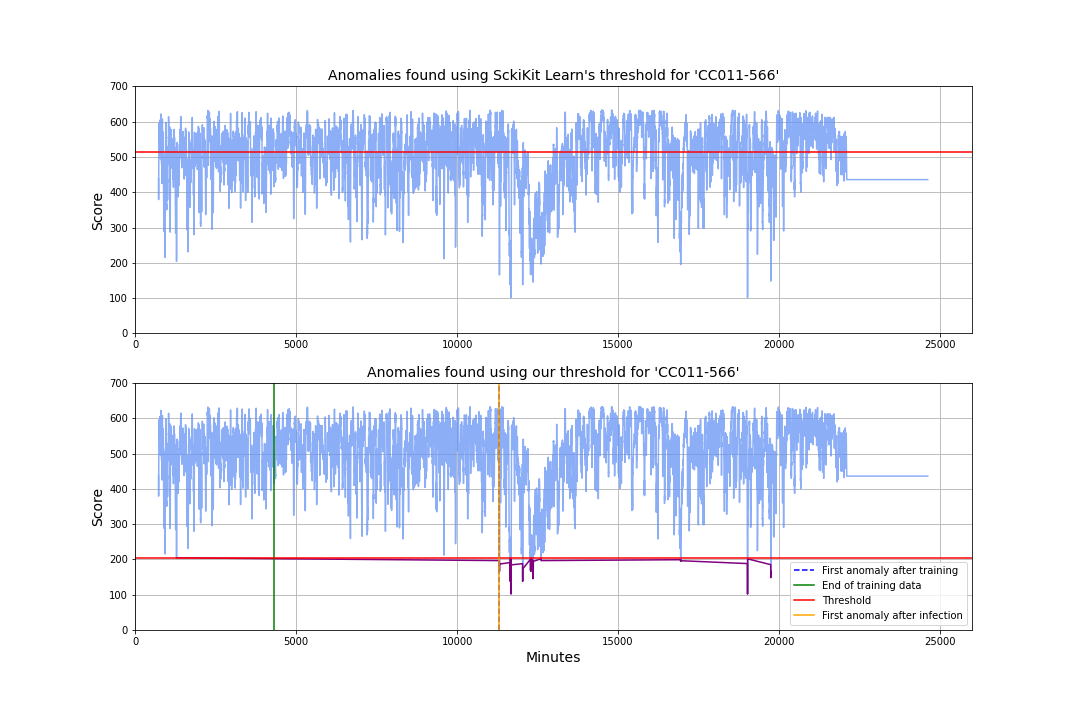 Anomalies found using SckiKit Learn's threshold for 'CC011-566'
700
600
500
400
300
200
100
0
Score
0 5000 10000 15000 20000 25000
Anomalies found using our threshold for 'CC011-566'
700
600
500
400
300
200
100
0
Score
First anomaly after training
End of training data
Threshold
First anomaly after infection
0 5000 10000 15000 20000 25000
Minutes